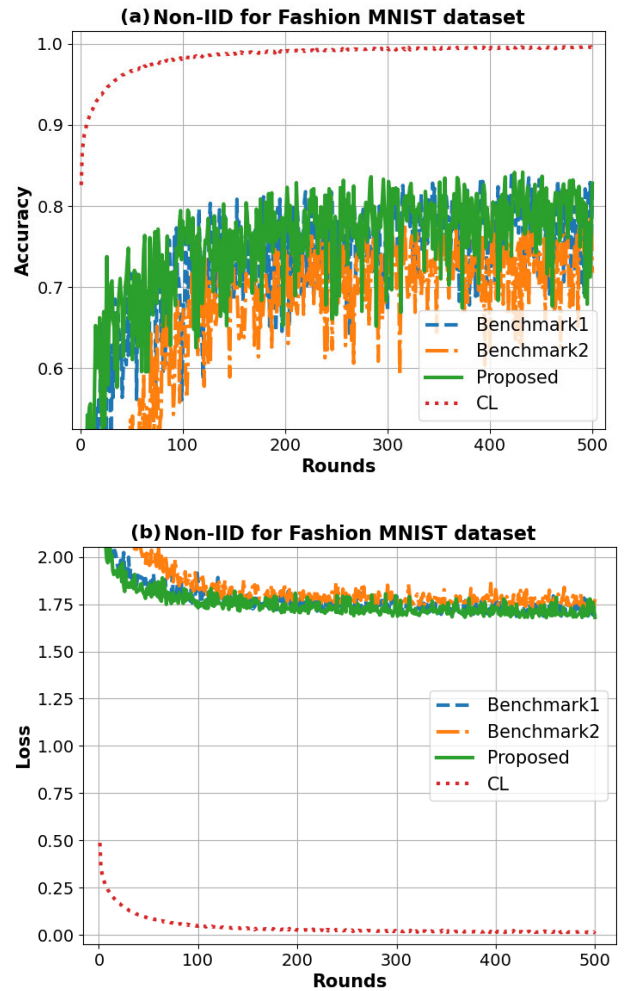 (a) Non-IID for Fashion MNIST dataset
1.0
0.9
0.8
0.7
0.6
Accuracy
Benchmark1
Benchmark2
Proposed
CL
0 100 200 300 400 500
Rounds
(b) Non-IID for Fashion MNIST dataset
2.00
1.75
1.50
1.25
1.00
0.75
0.50
0.25
0.00
Loss
Benchmark1
Benchmark2
Proposed
CL
0 100 200 300 400 500
Rounds